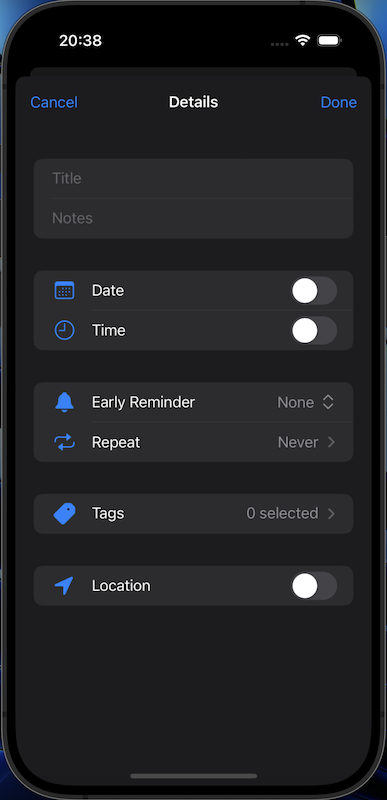 20:38
Cancel Details Done
Title
Notes
Date
Time
Early Reminder None
Repeat Never
Tags 0 selected
Location